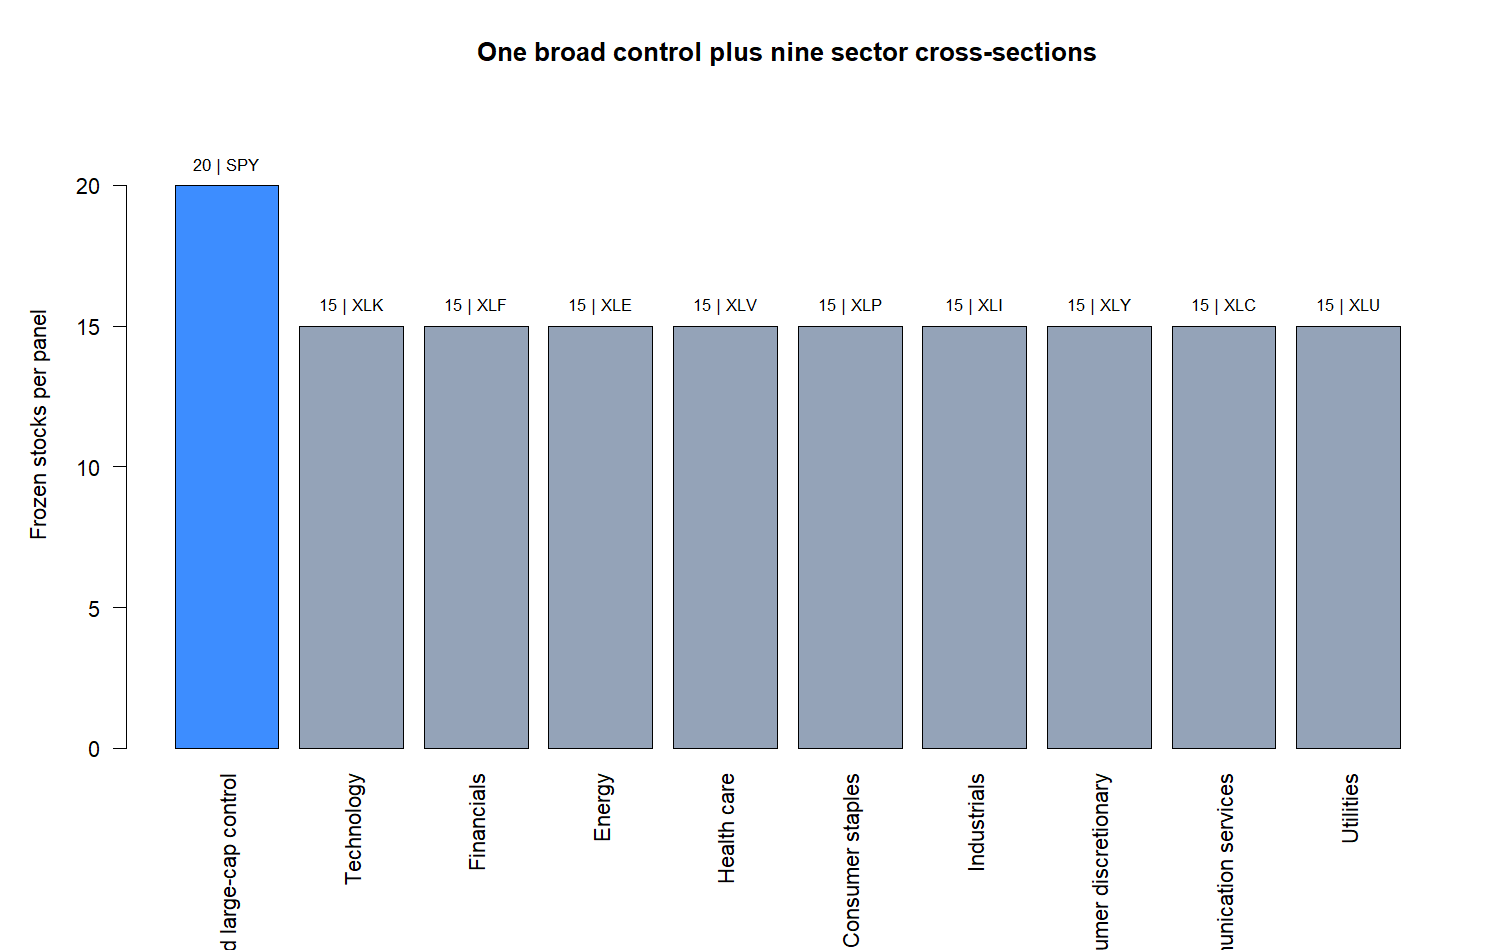 One broad control plus nine sector cross-sections
20 | SPY
15 | XLK
15 | XLF
15 | XLE
15 | XLV
15 | XLP
15 | XLI
15 | XLY
15 | XLC
15 | XLU
Frozen stocks per panel
20
15
10
5
0
large-cap control
Technology
Financials
Energy
Health care
Consumer staples
Industrials
discretionary
services
Utilities